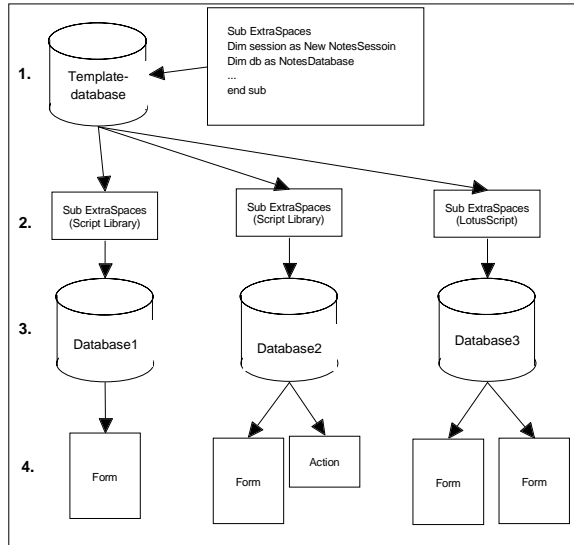 Sub ExtraSpaces
Dim session as New NotesSessoin
Dim db as NotesDatabase
...
end sub
1.
Template-
database
2.
Sub ExtraSpaces
(Script Library)
Sub ExtraSpaces
(Script Library)
Sub ExtraSpaces
(LotusScript)
3.
Database1
Database2
Database3
4.
Form
Form
Action
Form
Form